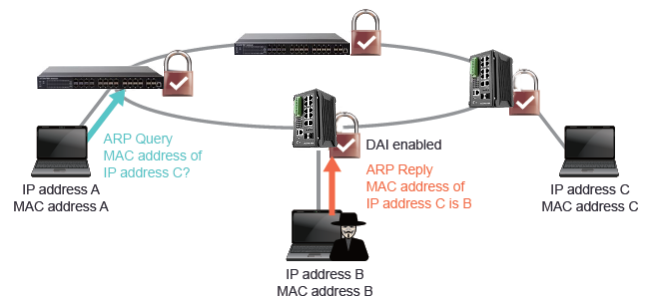 DAI enabled
ARP Query
MAC address of
IP address C?
ARP Reply
MAC address of
IP address C is B
IP address A
MAC address A
IP address C
MAC address C
IP address B
MAC address B